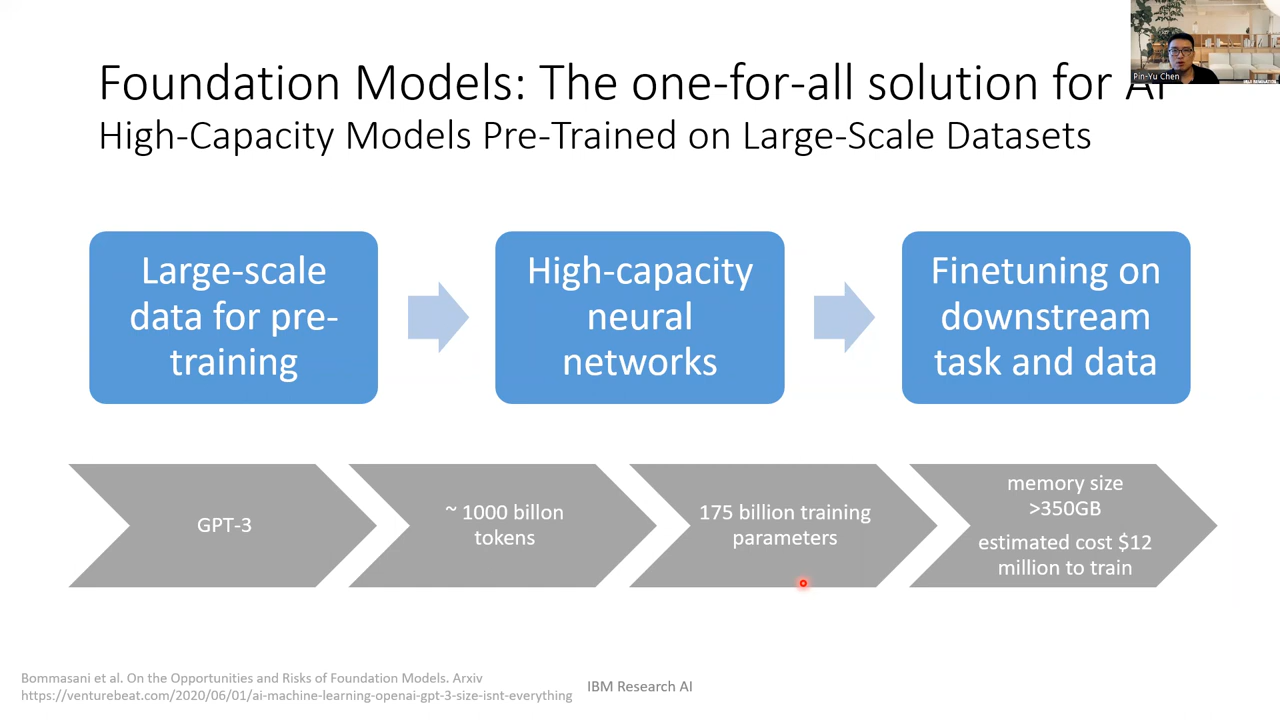 Foundation Models: The one-for-all solution for AI
High-Capacity Models Pre-Trained on Large-Scale Datasets
Pin-Yu Chen
Large-scale
data for pre-
training
High-capacity
neural
networks
Finetuning on
downstream
task and data
GPT-3
~ 1000 billon
tokens
175 billion training
parameters
memory size
>350GB
estimated cost $12
million to train
Bommasani et al. On the Opportunities and Risks of Foundation Models. Arxiv
https://venturebeat.com/2020/06/01/ai-machine-learning-openai-gpt-3-size-isnt-everything
IBM Research AI